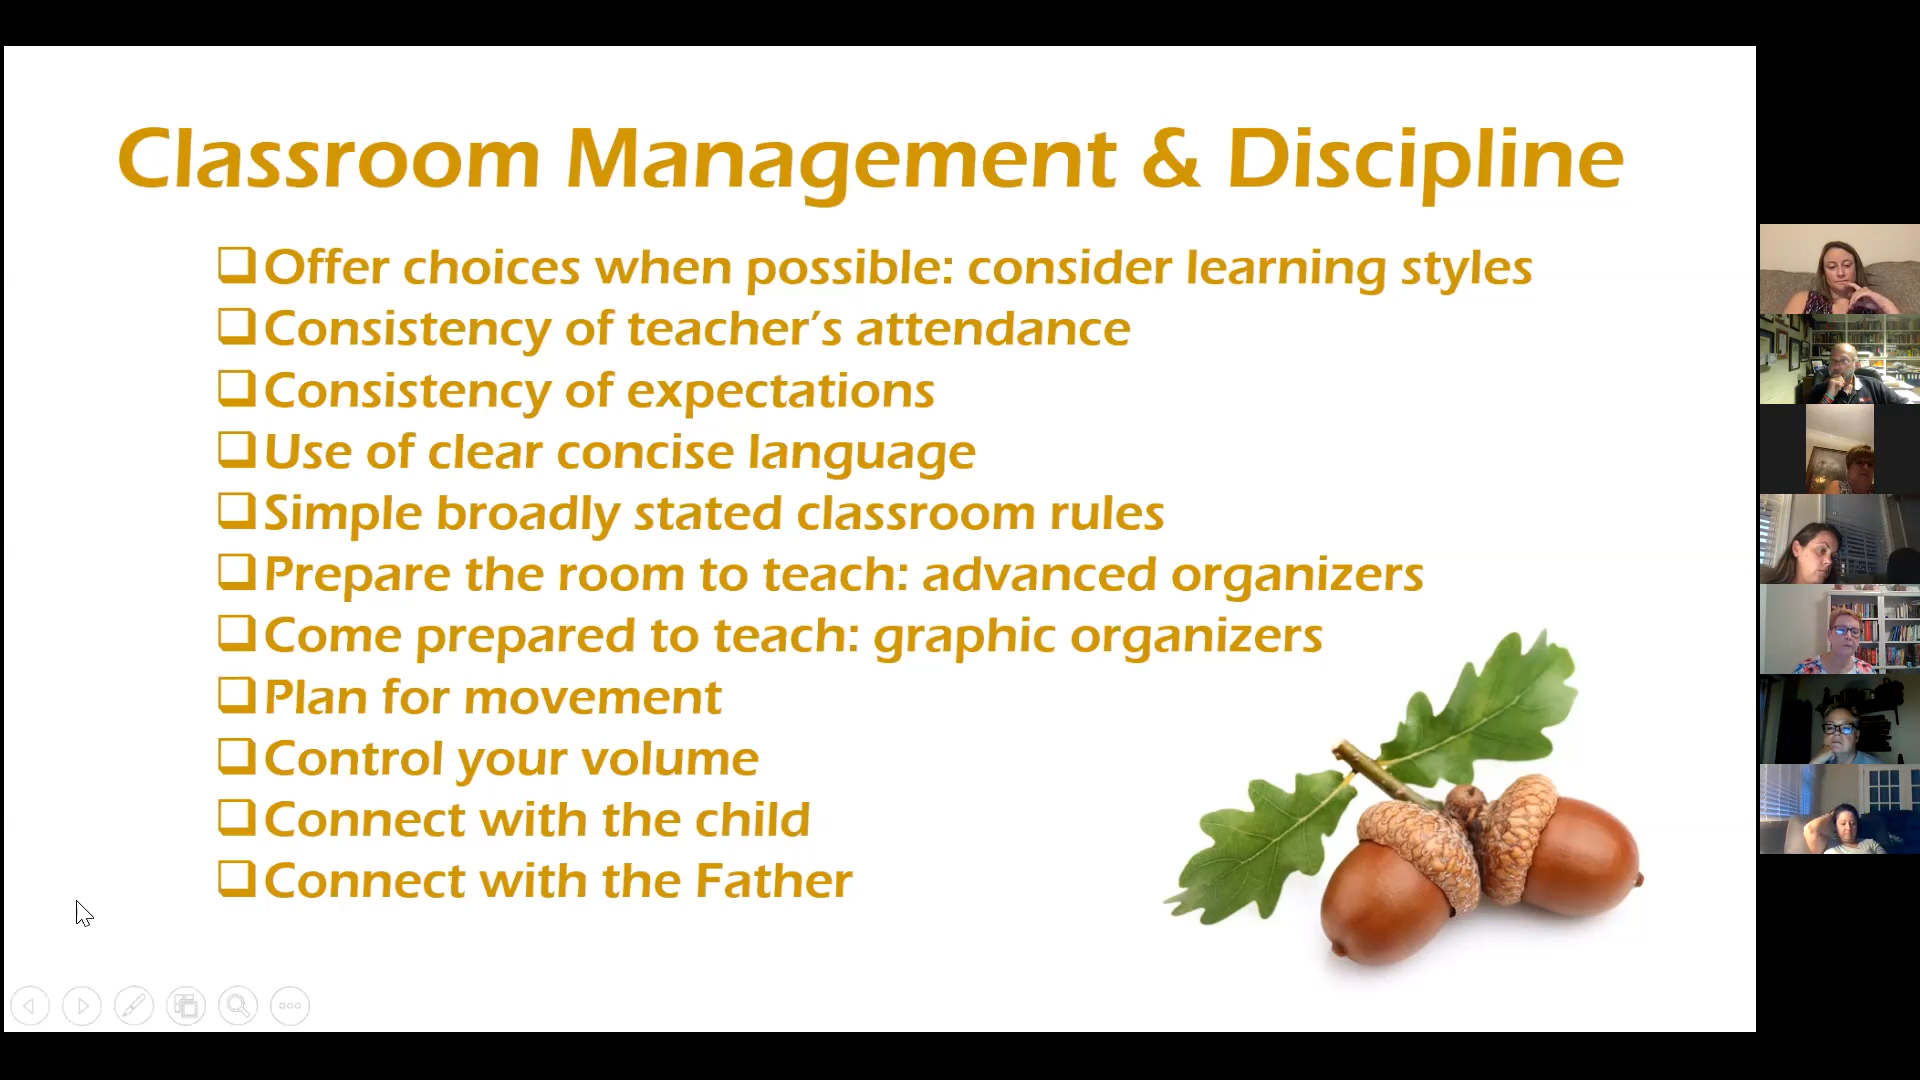 Classroom Management & Discipline
Offer choices when possible: consider learning styles
Consistency of teacher’s attendance
Consistency of expectations
Use of clear concise language
Simple broadly stated classroom rules
Prepare the room to teach: advanced organizers
Come prepared to teach: graphic organizers
Plan for movement
Control your volume
Connect with the child
Connect with the Father